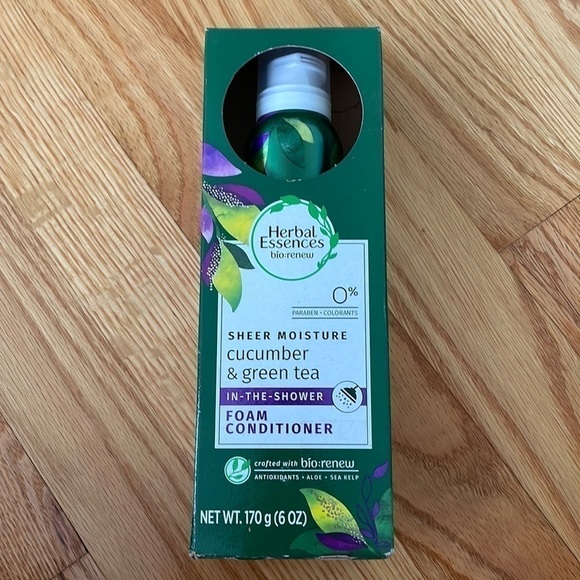 Herbal
Essences
bio:renew
0%
PARABEN • COLORANTS
SHEER MOISTURE
cucumber
& green tea
IN-THE-SHOWER
FOAM
CONDITIONER
crafted with bio:renew
ANTIOXIDANTS • ALOE • SEA KELP
NET WT. 170 g (6 OZ)